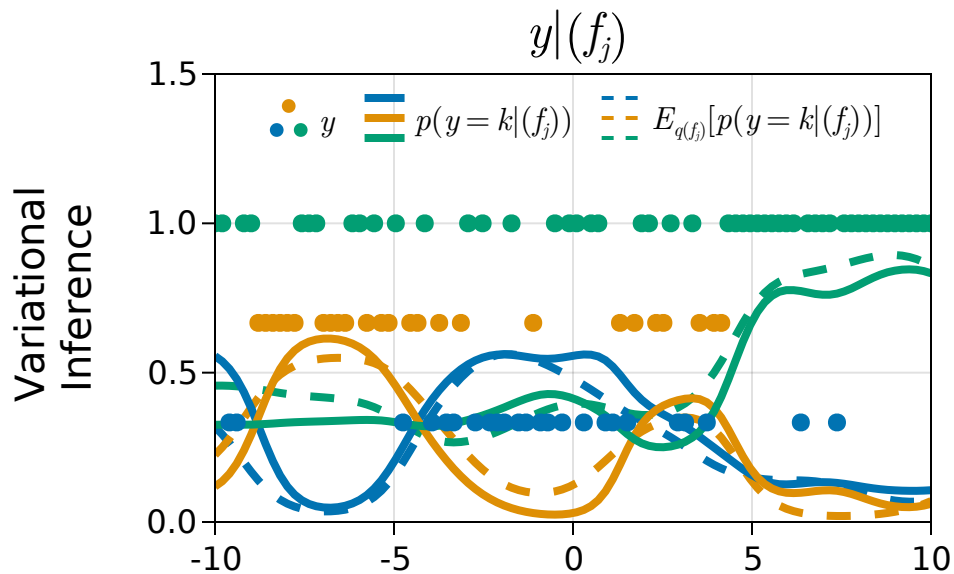 y|(f_j)
y p(y = k|(f_j)) E_{q(f_j)}[p(y = k|(f_j))]
Variational
Inference
1.5
1.0
0.5
0.0
-10 -5 0 5 10